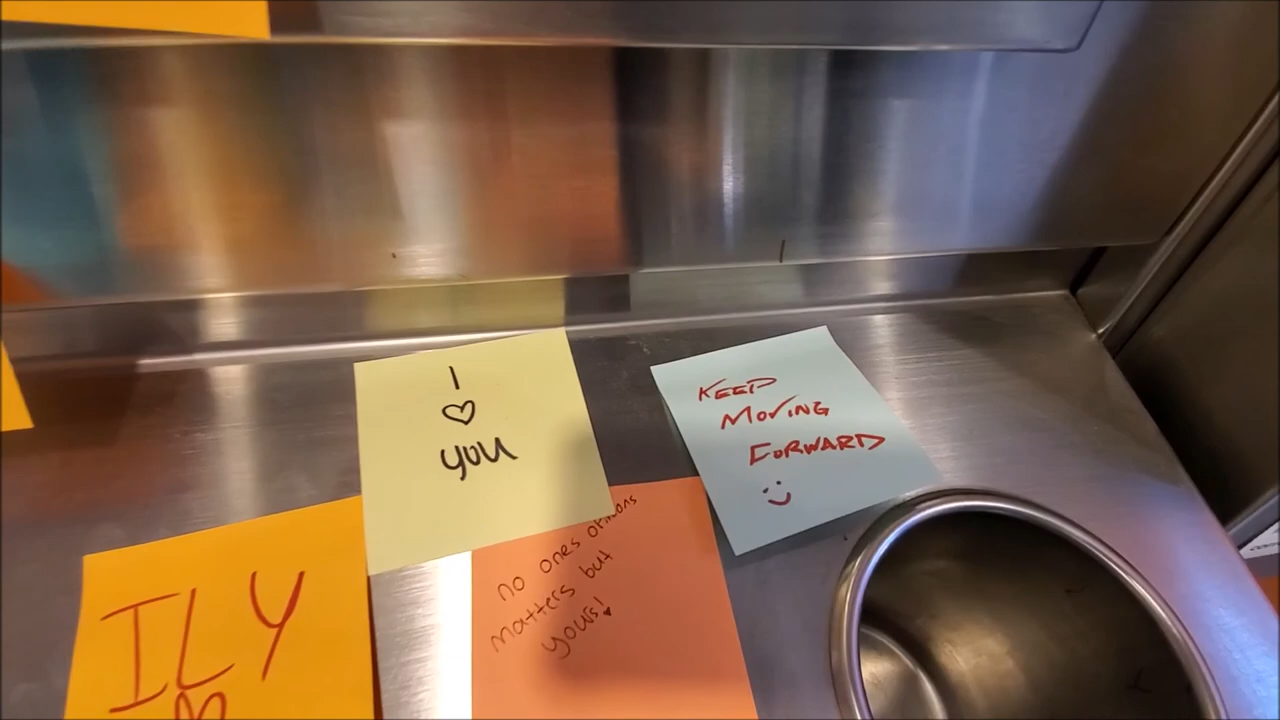 I
♡
you
KEEP
MOVING
FORWARD
no ones opinions
matters but
yours!
ILY